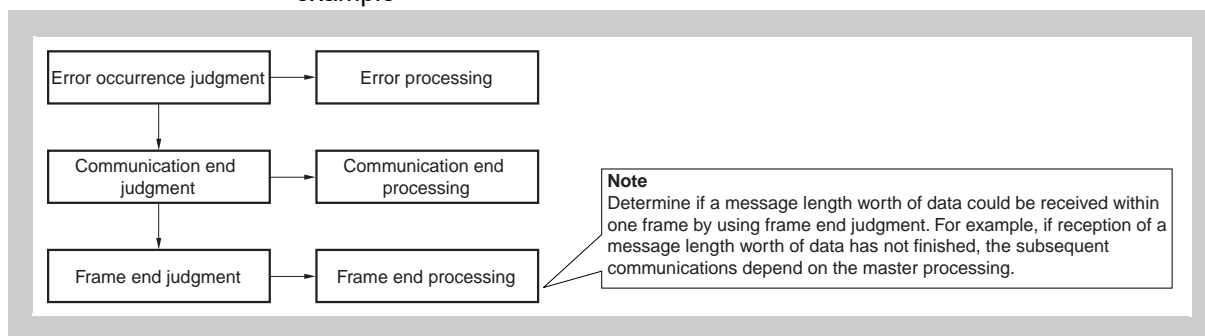 example
Error occurrence judgment
Error processing
Communication end
judgment
Communication end
processing
Frame end judgment
Frame end processing
Note
Determine if a message length worth of data could be received within
one frame by using frame end judgment. For example, if reception of a
message length worth of data has not finished, the subsequent
communications depend on the master processing.